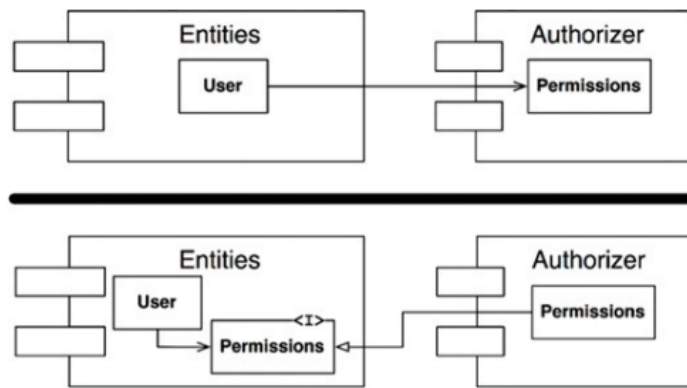 Entities
Authorizer
User
Permissions
Entities
Authorizer
User
<I>
Permissions
Permissions